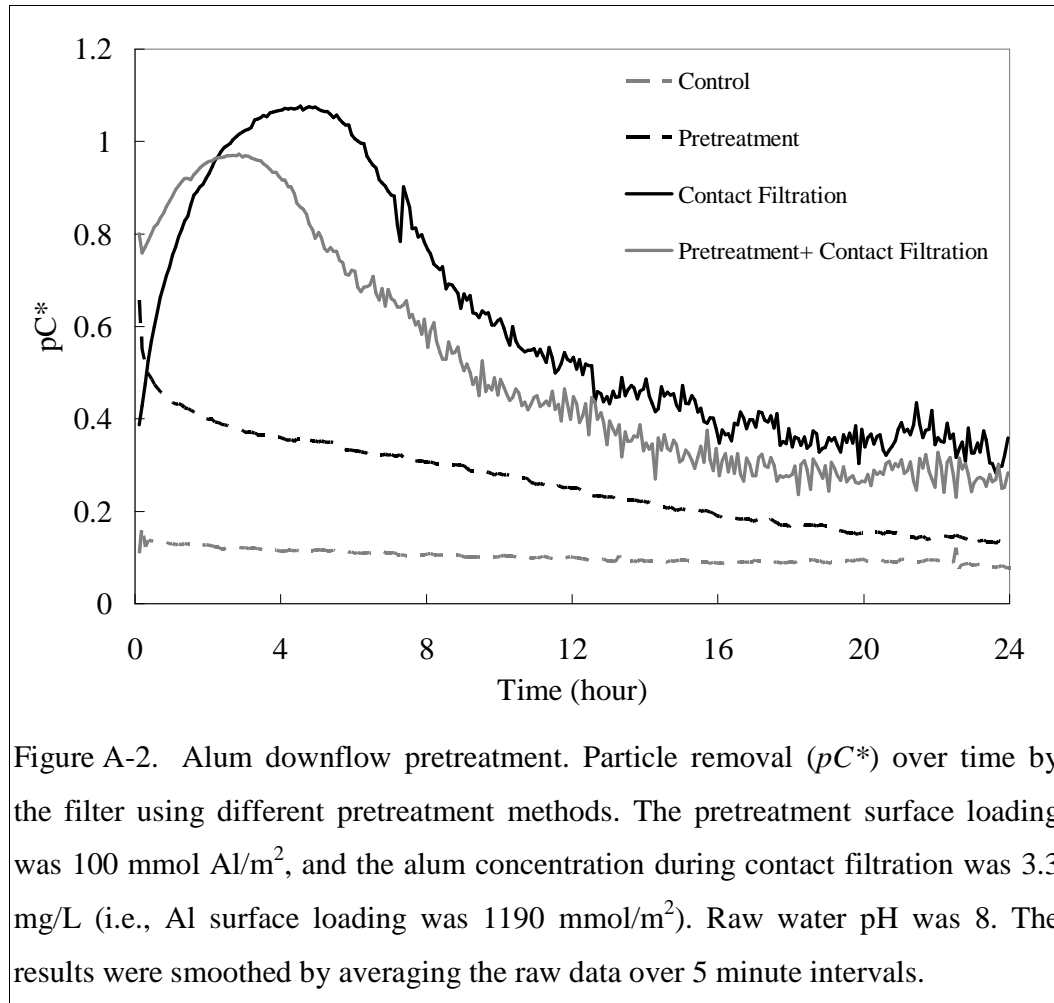 1.2
1
0.8
0.6
0.4
0.2
0
pC*
Control
Pretreatment
Contact Filtration
Pretreatment+ Contact Filtration
0 4 8 12 16 20 24
Time (hour)
Figure A-2. Alum downflow pretreatment. Particle removal (pC*) over time by
the filter using different pretreatment methods. The pretreatment surface loading
was 100 mmol Al/m², and the alum concentration during contact filtration was 3.3
mg/L (i.e., Al surface loading was 1190 mmol/m²). Raw water pH was 8. The
results were smoothed by averaging the raw data over 5 minute intervals.